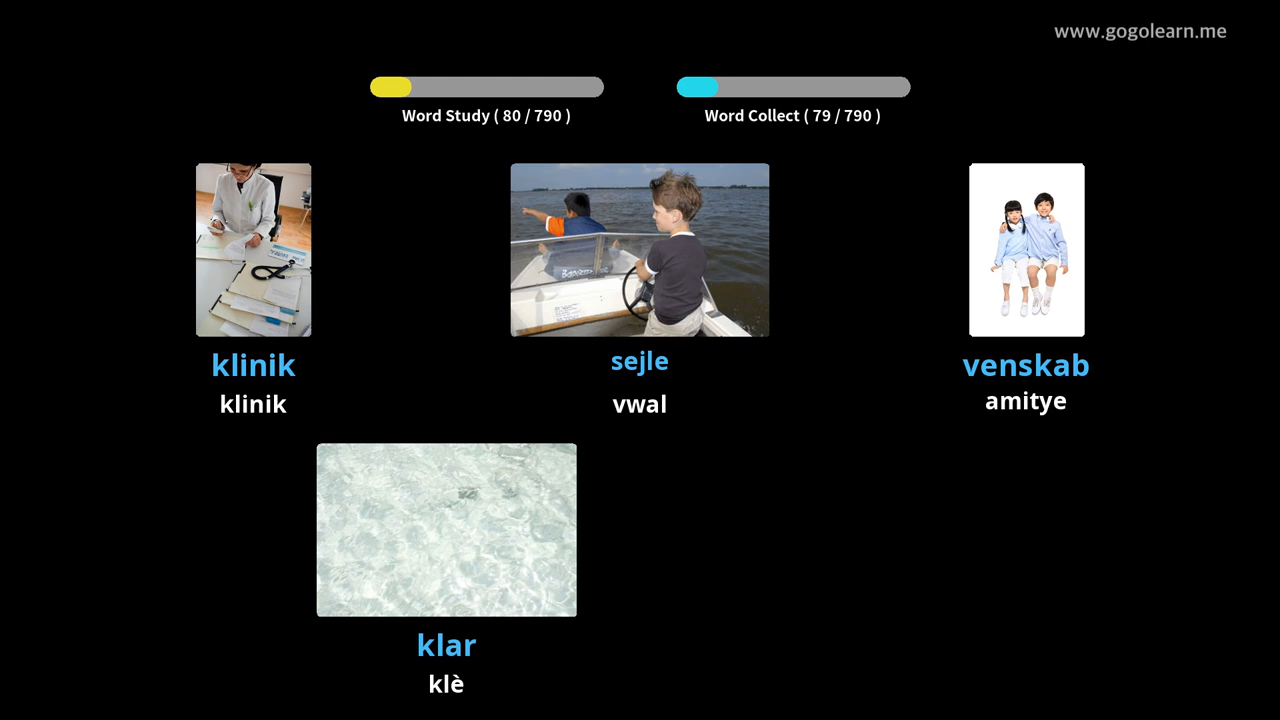 www.gogolearn.me
Word Study ( 80 / 790 )
Word Collect ( 79 / 790 )
klinik
klinik
sejle
vwal
venskab
amitye
klar
klè